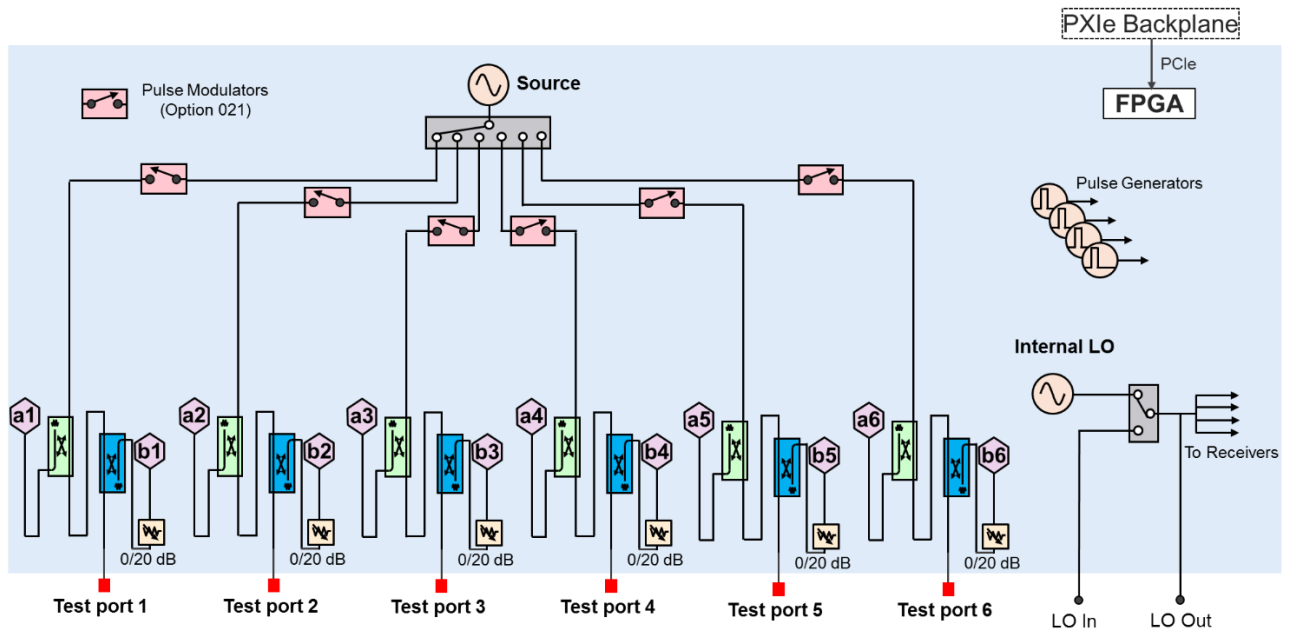 PXIe Backplane
PCIe
FPGA
Source
Pulse Modulators
(Option 021)
Pulse Generators
Internal LO
To Receivers
a1
a2
a3
a4
a5
a6
b1
b2
b3
b4
b5
b6
0/20 dB
0/20 dB
0/20 dB
0/20 dB
0/20 dB
0/20 dB
Test port 1
Test port 2
Test port 3
Test port 4
Test port 5
Test port 6
LO In
LO Out